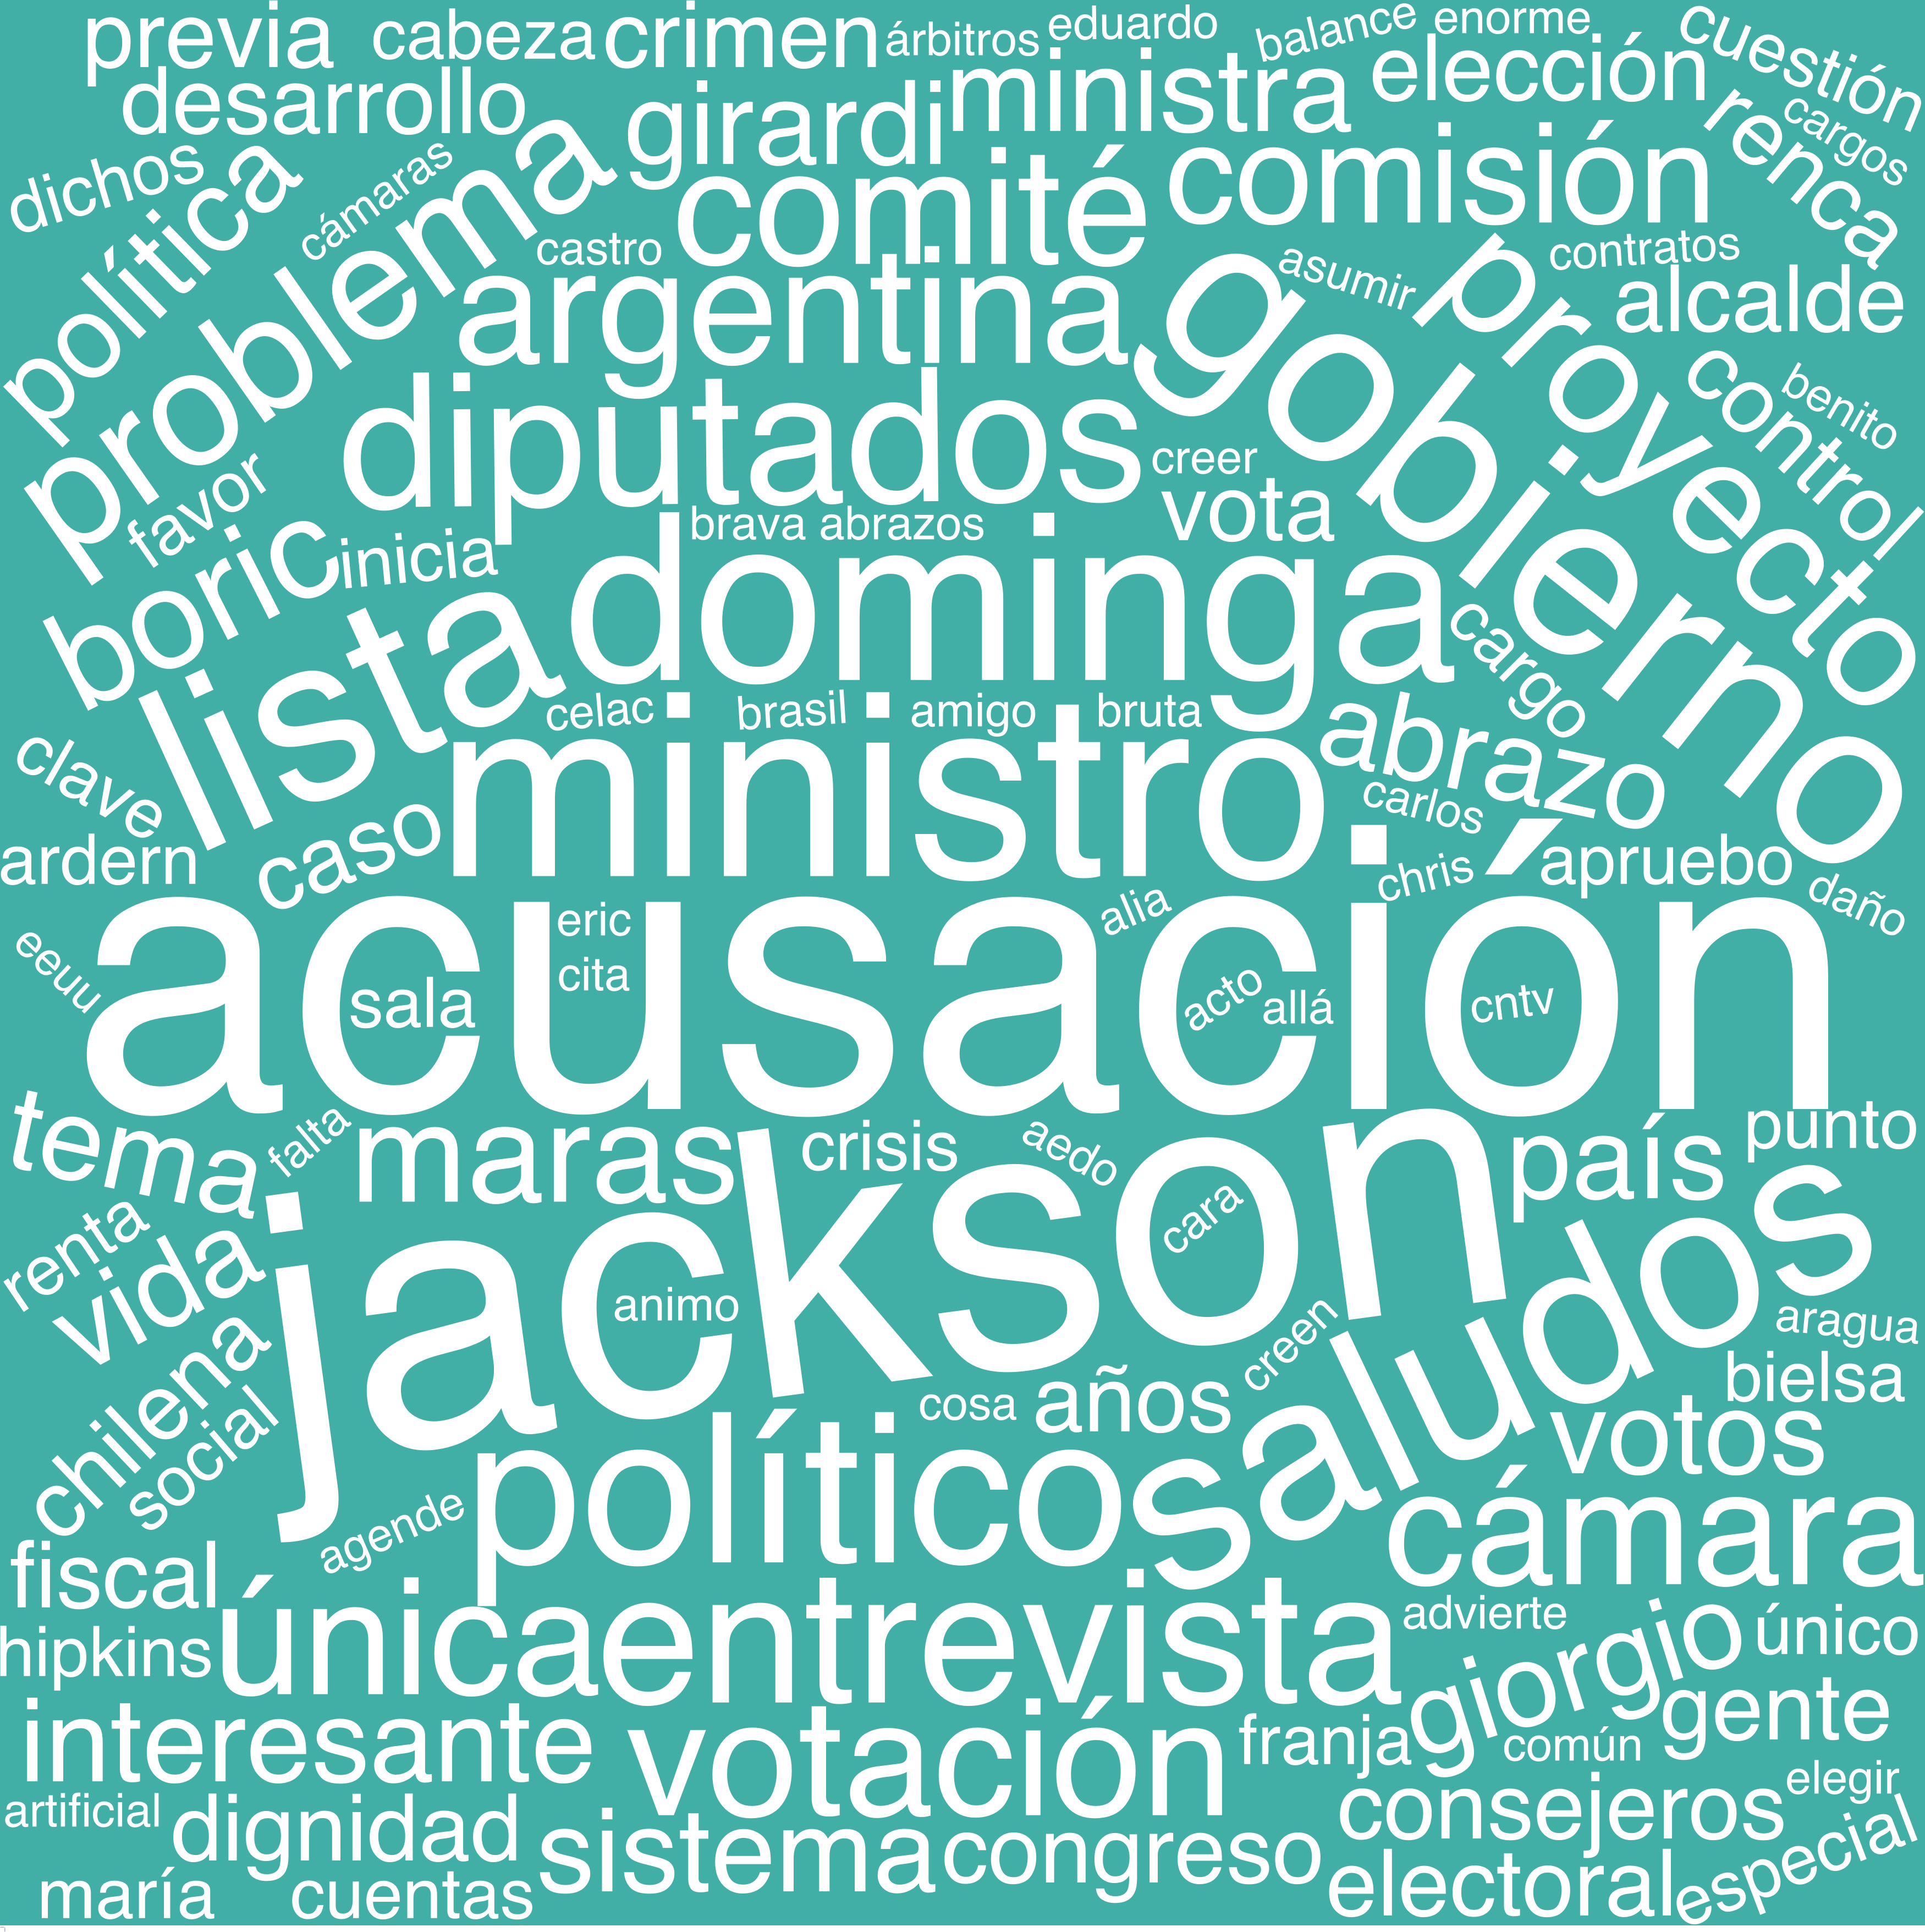 previa cabeza crimen árbitros eduardo balance enorme cuestión
desarrollo girardi ministra elección renca cargos
dichos política cámaras problema comité comisión
castro argentina gobierno asumir proyecto contratos alcalde
diputados creer vota control benito
favor boric inicia brava abrazos
lista dominga cargo
celac brasil amigo bruta abrazo
clave caso ministro carlos
ardern chris apruebo daño
eeuu acusación eric cita sala alia acto allá cntv
tema falta maras crisis aedo país punto
renta vida jackson cara saludos
animo creen aragua
chillema social cosa años bielsa
votos
agende político cámara
fiscal
hipkins única entrevista advierte giorgio único
interesante votación franja común gente
artificial dignidad sistema congreso consejeros elegir
maría cuentas electoral especial